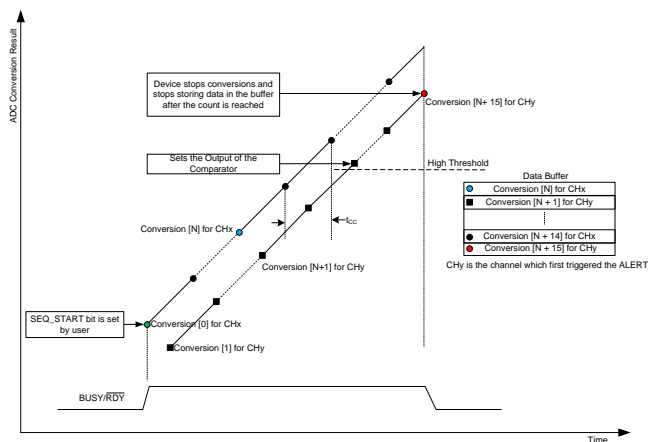 ADC Conversion Result
Device stops conversions and
stops storing data in the buffer
after the count is reached
Conversion [N+ 15] for CHy
Sets the Output of the
Comparator
High Threshold
Data Buffer
Conversion [N] for CHx
Conversion [N + 1] for CHy
Conversion [N + 14] for CHx
Conversion [N + 15] for CHy
CHy is the channel which first triggered the ALERT
Conversion [N] for CHx
tCC
Conversion [N+1] for CHy
SEQ_START bit is set
by user
Conversion [0] for CHx
Conversion [1] for CHy
BUSY/RDY
Time